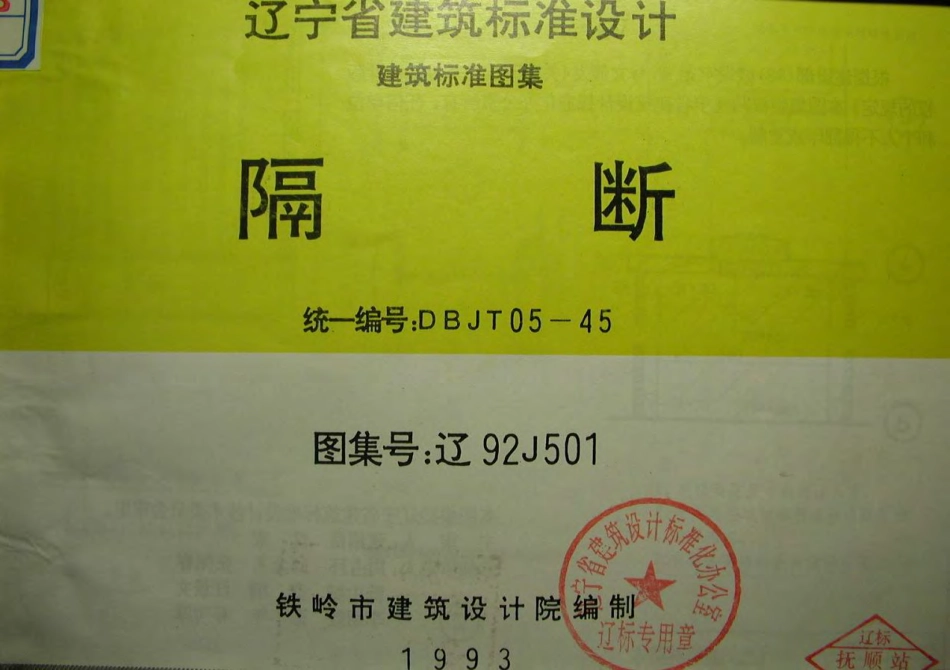 辽宁省建筑标准设计
建筑标准图集
隔断
统一编号:DBJT05-45
图集号:辽92J501
铁岭市建筑设计院编制
辽宁省建筑设计标准化办公室
辽标专用章
1993
辽标
抚顺站